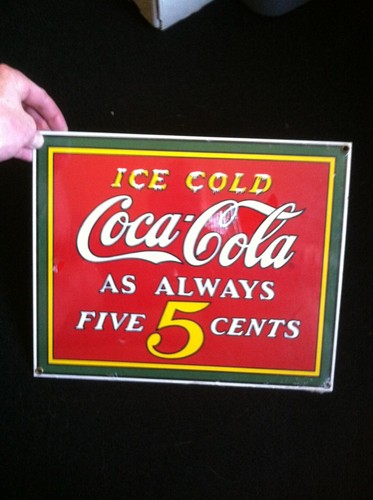 ICE COLD
Coca-Cola
AS ALWAYS
FIVE 5 CENTS